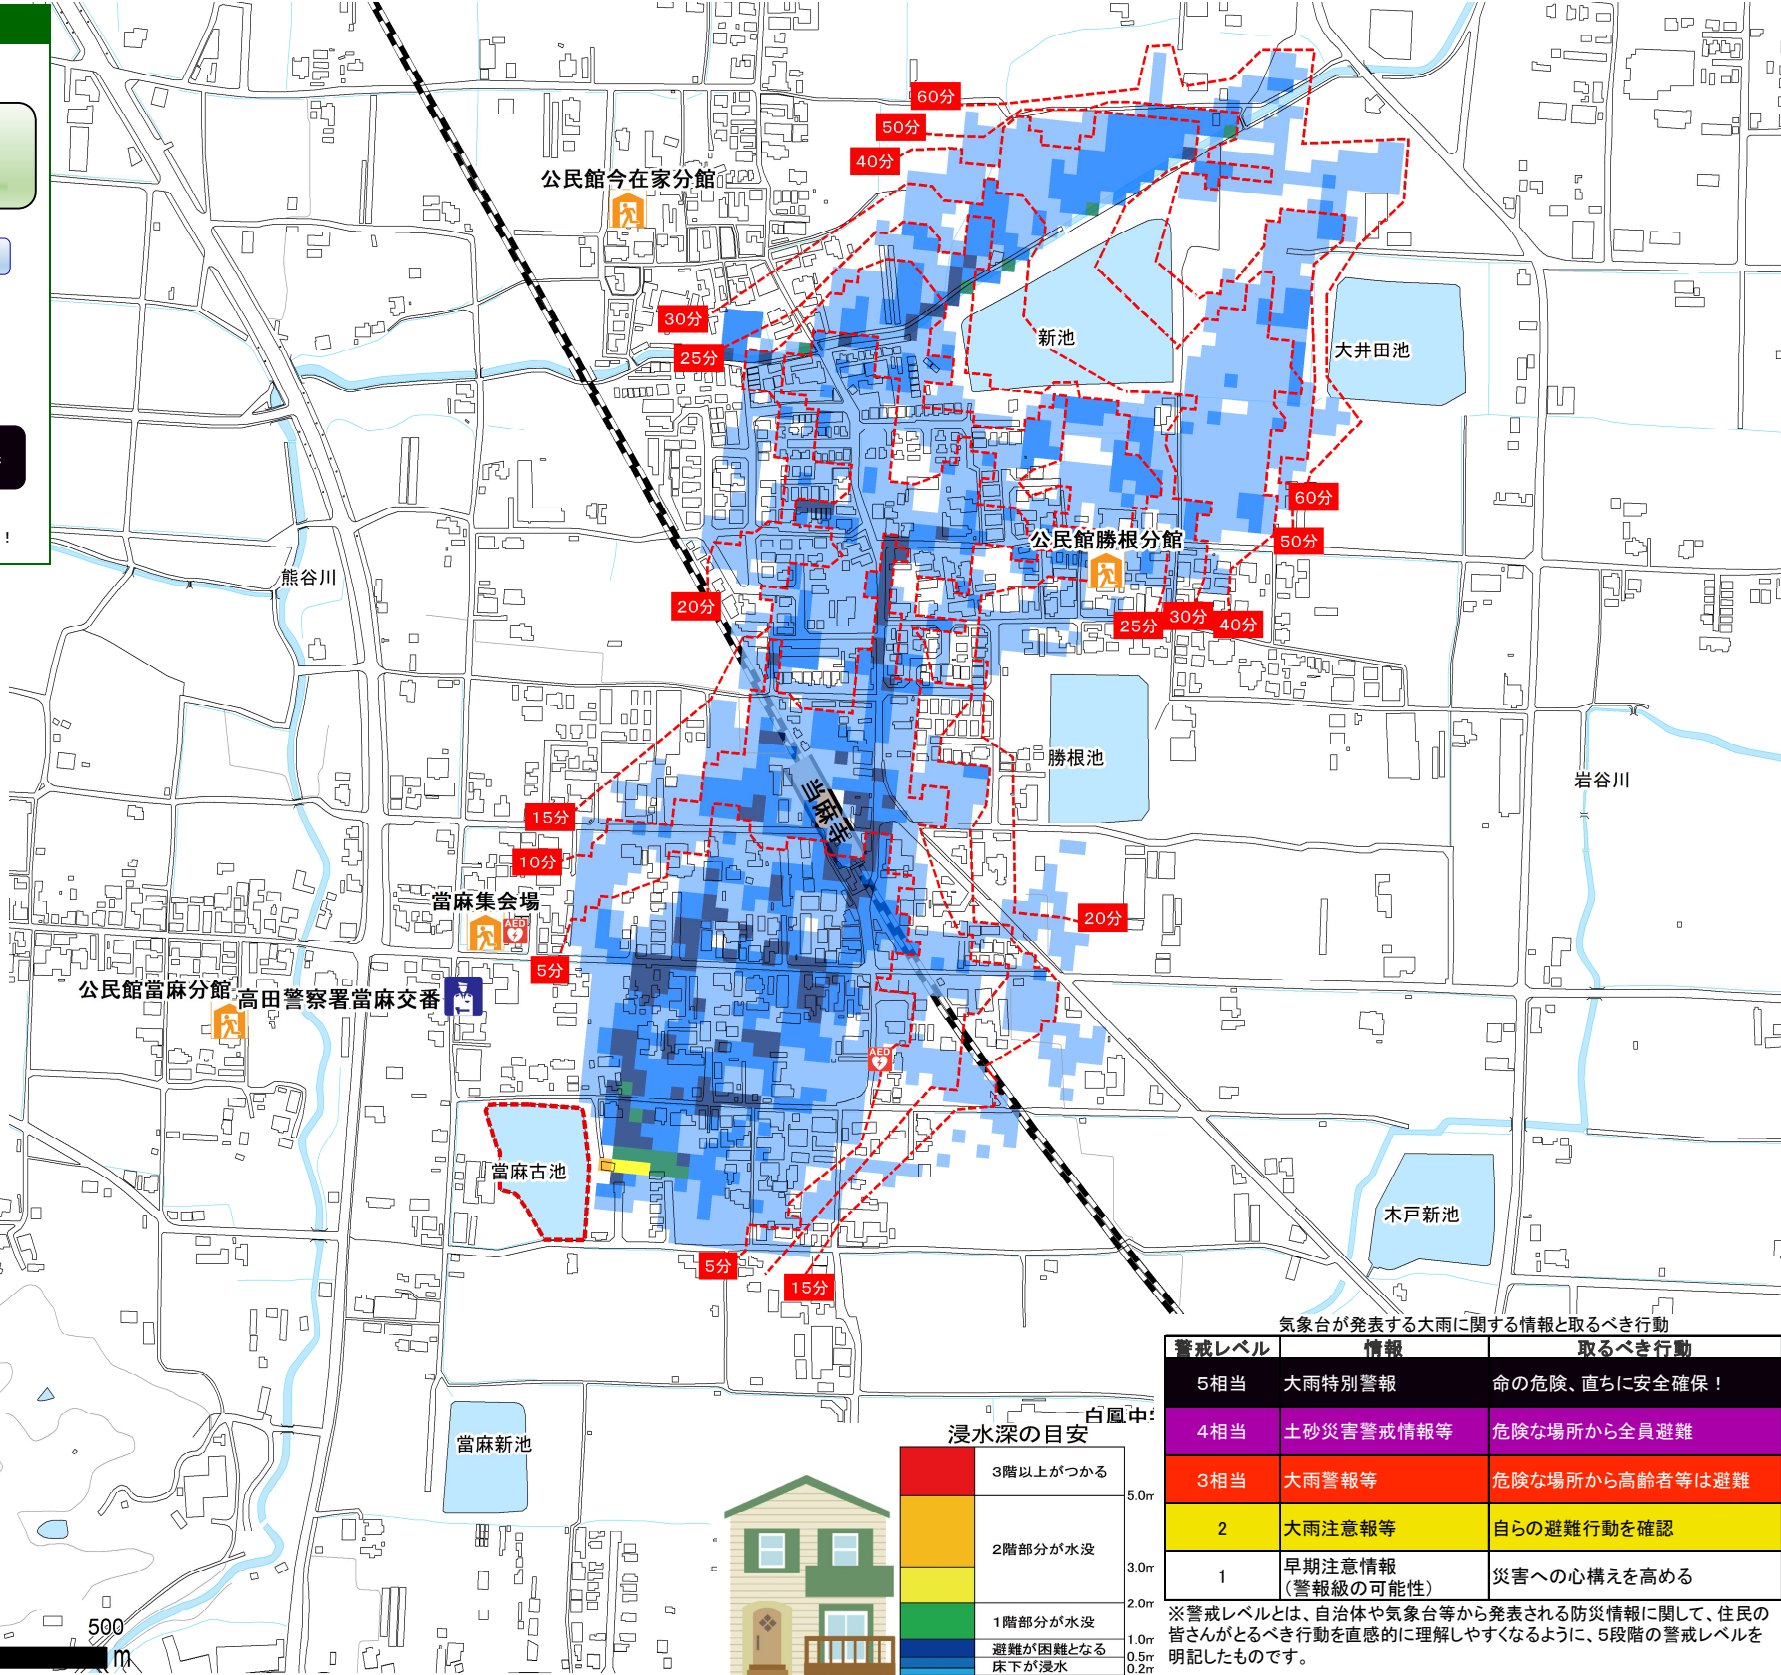 60分
50分
40分
公民館今在家分館
30分
25分
新池
大井田池
60分
50分
公民館勝根分館
!
熊谷川
20分
25分
30分
40分
勝根池
岩谷川
当麻寺
15分
10分
當麻集会場
AED
20分
5分
公民館當麻分館
高田警察署當麻交番
AED
當麻古池
木戸新池
5分
15分
當麻新池
白鳳中
500
m
浸水深の目安
3階以上がつかる
5.0m
2階部分が水没
3.0m
2.0m
1階部分が水没
1.0m
避難が困難となる
0.5m
床下が浸水
0.2m
気象台が発表する大雨に関する情報と取るべき行動
警戒レベル 情報 取るべき行動
5相当 大雨特別警報 命の危険、直ちに安全確保！
4相当 土砂災害警戒情報等 危険な場所から全員避難
3相当 大雨警報等 危険な場所から高齢者等は避難
2 大雨注意報等 自らの避難行動を確認
1 早期注意情報 災害への心構えを高める
（警報級の可能性）
※警戒レベルとは、自治体や気象台等から発表される防災情報に関して、住民の
皆さんがとるべき行動を直感的に理解しやすくなるように、5段階の警戒レベルを
明記したものです。